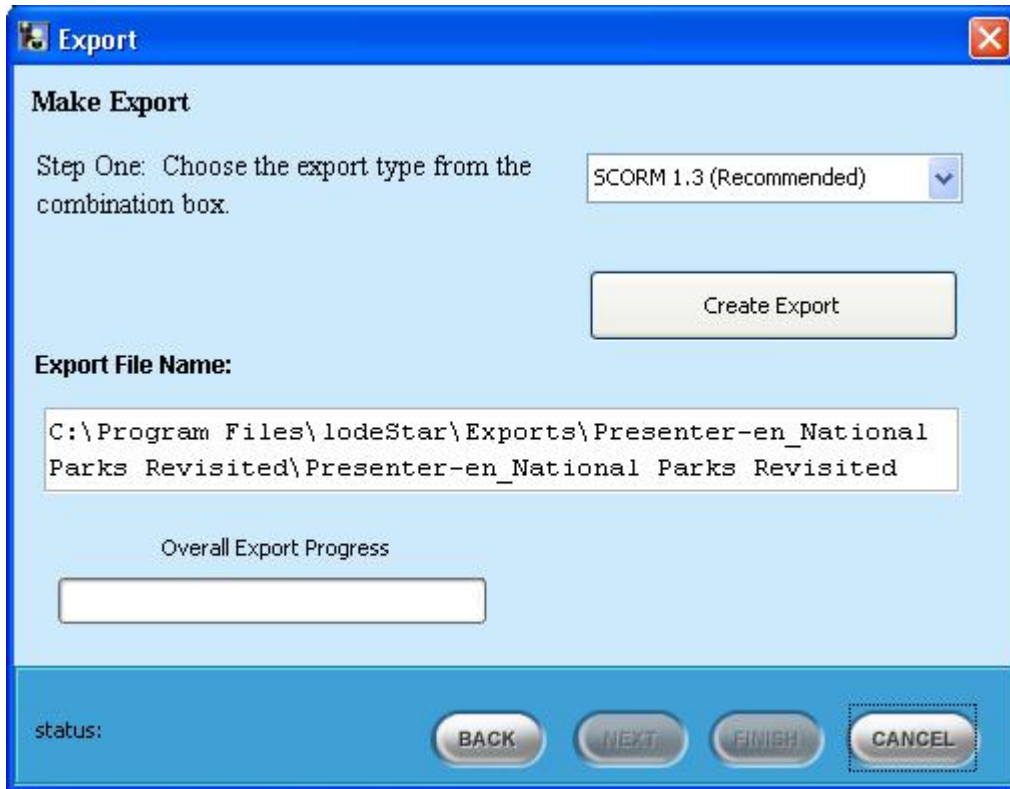 Export
Make Export
Step One:  Choose the export type from the
combination box.
SCORM 1.3 (Recommended)
Create Export
Export File Name:
C:\Program Files\lodeStar\Exports\Presenter-en_National
Parks Revisited\Presenter-en_National Parks Revisited
Overall Export Progress
status:
BACK
NEXT
FINISH
CANCEL